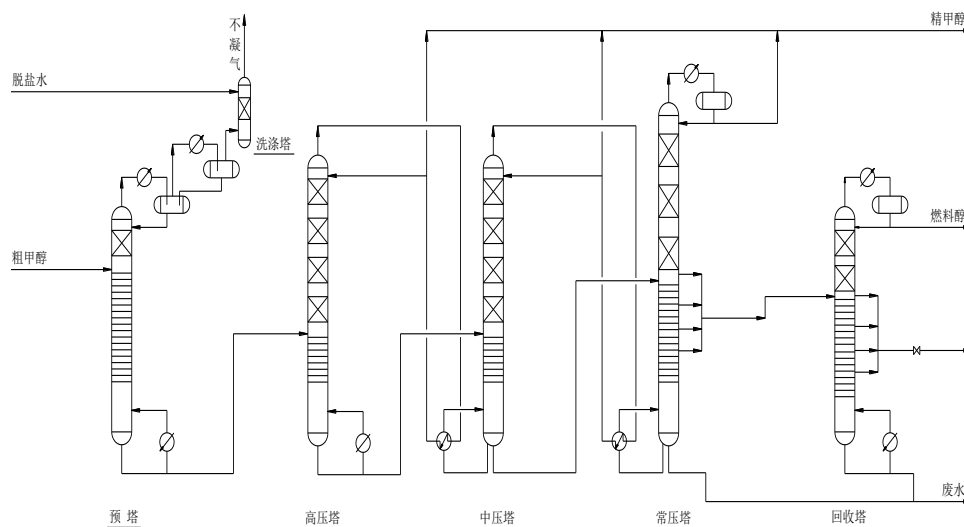 不凝气
精甲醇
脱盐水
洗涤塔
燃料醇
粗甲醇
废水
预 塔
高压塔
中压塔
常压塔
回收塔